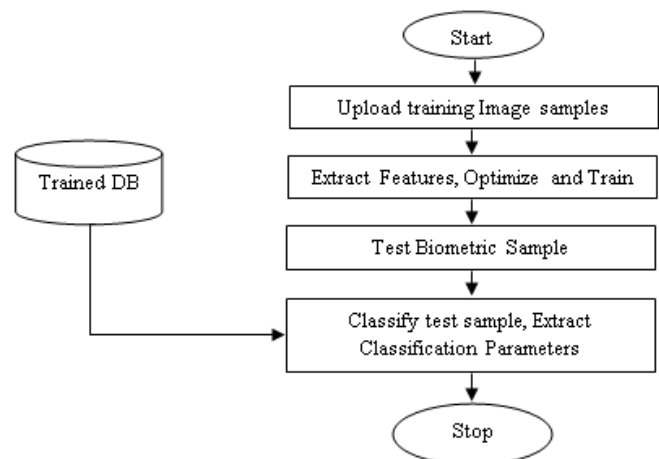 Start
Upload training Image samples
Trained DB
Extract Features, Optimize and Train
Test Biometric Sample
Classify test sample, Extract
Classification Parameters
Stop